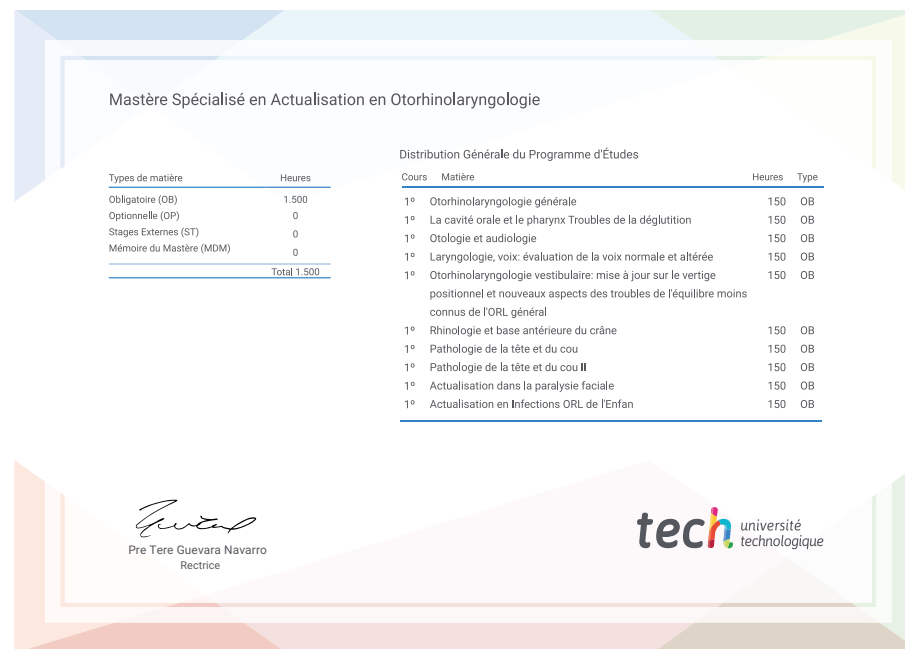 Mastère Spécialisé en Actualisation en Otorhinolaryngologie
Types de matière Heures
Obligatoire (OB) 1.500
Optionnelle (OP) 0
Stages Externes (ST) 0
Mémoire du Mastère (MDM) 0
Total 1.500
Distribution Générale du Programme d'Études
Cours Matière Heures Type
1º Otorhinolaryngologie générale 150 OB
1º La cavité orale et le pharynx Troubles de la déglutition 150 OB
1º Otologie et audiologie 150 OB
1º Laryngologie, voix: évaluation de la voix normale et altérée 150 OB
1º Otorhinolaryngologie vestibulaire: mise à jour sur le vertige 150 OB
positionnel et nouveaux aspects des troubles de l'équilibre moins
connus de l'ORL général
1º Rhinologie et base antérieure du crâne 150 OB
1º Pathologie de la tête et du cou 150 OB
1º Pathologie de la tête et du cou II 150 OB
1º Actualisation dans la paralysie faciale 150 OB
1º Actualisation en Infections ORL de l'Enfan 150 OB
Pre Tere Guevara Navarro
Rectrice
tech université
technologique